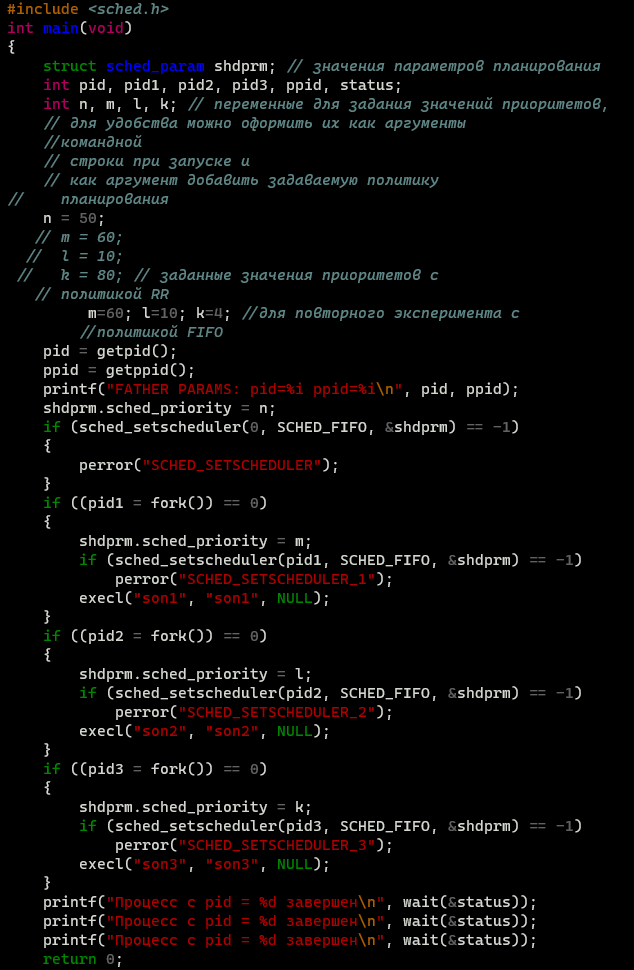 #include <sched.h>
int main(void)
{
    struct sched_param shdprm; // значения параметров планирования
    int pid, pid1, pid2, pid3, ppid, status;
    int n, m, l, k; // переменные для задания значений приоритетов,
    // для удобства можно оформить их как аргументы
    //командной
    // строки при запуске и
    // как аргумент добавить задаваемую политику
//    планирования
    n = 50;
   // m = 60;
  //  l = 10;
 //   k = 80; // заданные значения приоритетов с
   // политикой RR
         m=60; l=10; k=4; //для повторного эксперимента с
        //политикой FIFO
    pid = getpid();
    ppid = getppid();
    printf("FATHER PARAMS: pid=%i ppid=%i\n", pid, ppid);
    shdprm.sched_priority = n;
    if (sched_setscheduler(0, SCHED_FIFO, &shdprm) == -1)
    {
        perror("SCHED_SETSCHEDULER");
    }
    if ((pid1 = fork()) == 0)
    {
        shdprm.sched_priority = m;
        if (sched_setscheduler(pid1, SCHED_FIFO, &shdprm) == -1)
            perror("SCHED_SETSCHEDULER_1");
        execl("son1", "son1", NULL);
    }
    if ((pid2 = fork()) == 0)
    {
        shdprm.sched_priority = l;
        if (sched_setscheduler(pid2, SCHED_FIFO, &shdprm) == -1)
            perror("SCHED_SETSCHEDULER_2");
        execl("son2", "son2", NULL);
    }
    if ((pid3 = fork()) == 0)
    {
        shdprm.sched_priority = k;
        if (sched_setscheduler(pid3, SCHED_FIFO, &shdprm) == -1)
            perror("SCHED_SETSCHEDULER_3");
        execl("son3", "son3", NULL);
    }
    printf("Процесс с pid = %d завершен\n", wait(&status));
    printf("Процесс с pid = %d завершен\n", wait(&status));
    printf("Процесс с pid = %d завершен\n", wait(&status));
    return 0;